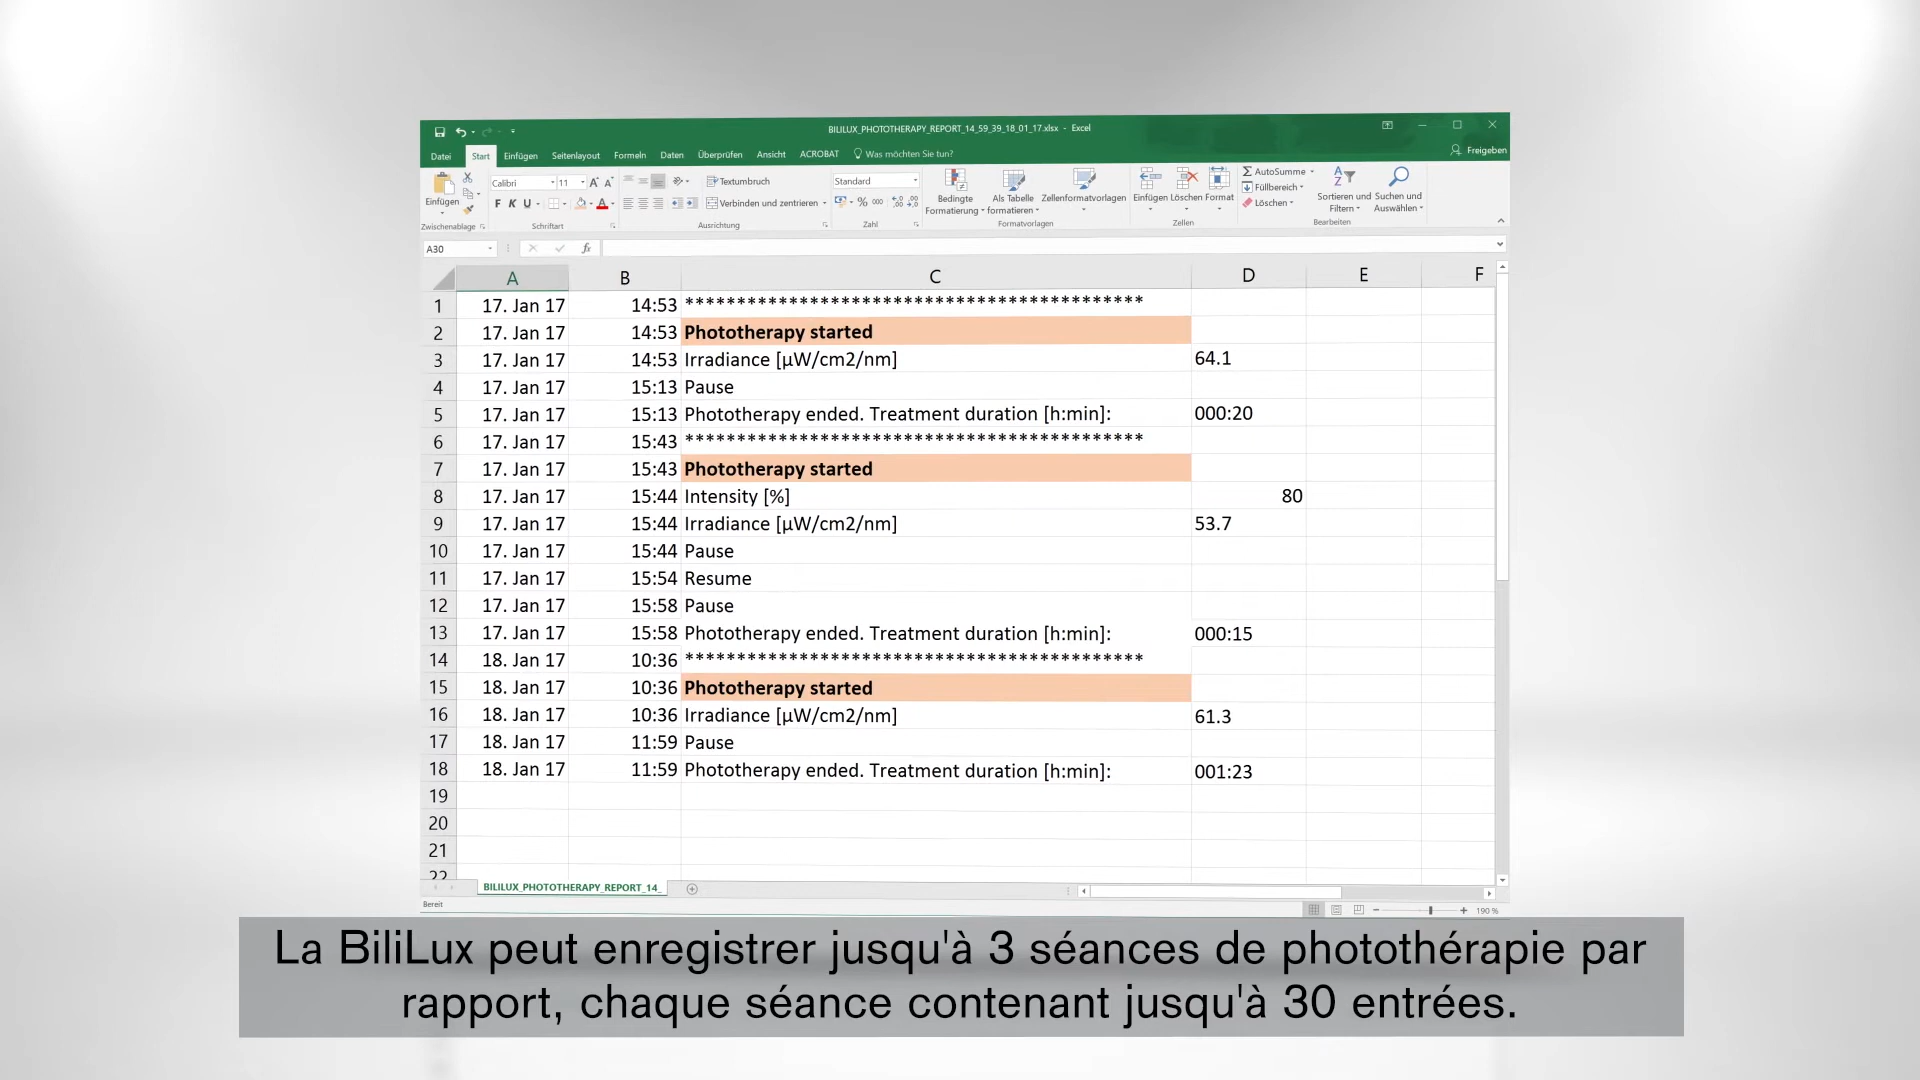 BILILUX_PHOTOTHERAPY_REPORT_14_59_39_18_01_17.xlsx - Excel
Datei Start Einfügen Seitenlayout Formeln Daten Überprüfen Ansicht ACROBAT Was möchten Sie tun? Freigeben
Einfügen Calibri 11 Textumbruch Standard Bedingte Formatierung Als Tabelle formatieren Zellenformatvorlagen Einfügen Löschen Format AutoSumme Sortieren und Filtern Suchen und Auswählen
F K U Verbinden und zentrieren % 000 Füllbereich
Löschen
Zwischenablage Schriftart Ausrichtung Zahl Formatvorlagen Zellen Bearbeiten
A30 fx
A B C D E F
1 17. Jan 17 14:53 ********************************************
2 17. Jan 17 14:53 Phototherapy started
3 17. Jan 17 14:53 Irradiance [µW/cm2/nm] 64.1
4 17. Jan 17 15:13 Pause
5 17. Jan 17 15:13 Phototherapy ended. Treatment duration [h:min]: 000:20
6 17. Jan 17 15:43 ********************************************
7 17. Jan 17 15:43 Phototherapy started
8 17. Jan 17 15:44 Intensity [%] 80
9 17. Jan 17 15:44 Irradiance [µW/cm2/nm] 53.7
10 17. Jan 17 15:44 Pause
11 17. Jan 17 15:54 Resume
12 17. Jan 17 15:58 Pause
13 17. Jan 17 15:58 Phototherapy ended. Treatment duration [h:min]: 000:15
14 18. Jan 17 10:36 ********************************************
15 18. Jan 17 10:36 Phototherapy started
16 18. Jan 17 10:36 Irradiance [µW/cm2/nm] 61.3
17 18. Jan 17 11:59 Pause
18 18. Jan 17 11:59 Phototherapy ended. Treatment duration [h:min]: 001:23
19
20
21
22
BILILUX_PHOTOTHERAPY_REPORT_14_
Bereit 190 %
La BiliLux peut enregistrer jusqu'à 3 séances de photothérapie par
rapport, chaque séance contenant jusqu'à 30 entrées.